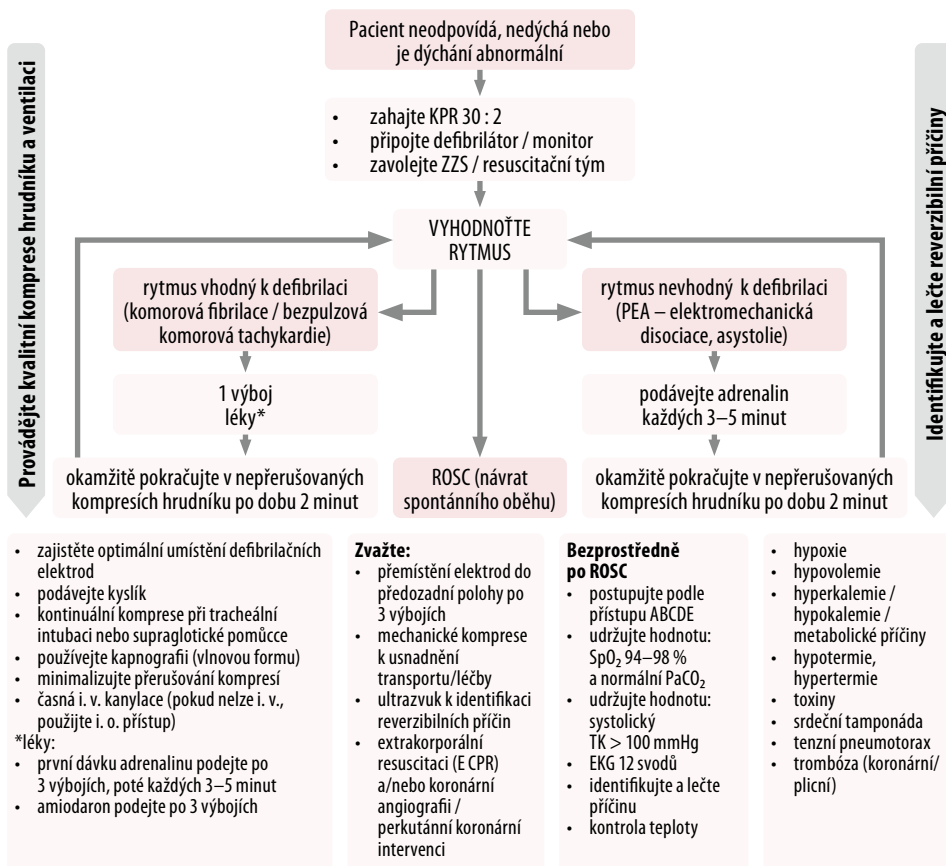 Pacient neodpovídá, nedýchá nebo
je dýchání abnormální
Provádějte kvalitní komprese hrudníku a ventilaci
Identifikujte a lečte reverzibilní příčiny
• zahajte KPR 30 : 2
• připojte defibrilátor / monitor
• zavolejte ZZS / resuscitační tým
VYHODNOŤTE
RYTMUS
rytmus vhodný k defibrilaci
(komorová fibrilace / bezpulzová
komorová tachykardie)
1 výboj
léky*
okamžitě pokračujte v nepřerušovaných
kompresích hrudníku po dobu 2 minut
ROSC (návrat
spontánního oběhu)
rytmus nevhodný k defibrilaci
(PEA – elektromechanická
disociace, asystolie)
podávejte adrenalin
každých 3–5 minut
okamžitě pokračujte v nepřerušovaných
kompresích hrudníku po dobu 2 minut
• zajistěte optimální umístění defibrilačních
elektrod
• podávejte kyslík
• kontinuální komprese při tracheální
intubaci nebo supraglotické pomůcce
• používejte kapnografii (vlnovou formu)
• minimalizujte přerušování kompresí
• časná i. v. kanylace (pokud nelze i. v.,
použijte i. o. přístup)
*léky:
• první dávku adrenalinu podejte po
3 výbojích, poté každých 3–5 minut
• amiodaron podejte po 3 výbojích
Zvažte:
• přemístění elektrod do
předozadní polohy po
3 výbojích
• mechanické komprese
k usnadnění
transportu/léčby
• ultrazvuk k identifikaci
reverzibilních příčin
• extrakorporální
resuscitaci (E CPR)
a/nebo koronární
angiografii /
perkutánní koronární
intervenci
Bezprostředně
po ROSC
• postupujte podle
přístupu ABCDE
• udržujte hodnotu:
SpO₂ 94–98 %
a normální PaCO₂
• udržujte hodnotu:
systolický
TK > 100 mmHg
• EKG 12 svodů
• identifikujte a lečte
příčinu
• kontrola teploty
• hypoxie
• hypovolemie
• hyperkalemie /
hypokalemie /
metabolické příčiny
• hypotermie,
hypertermie
• toxiny
• srdeční tamponáda
• tenzní pneumotorax
• trombóza (koronární/
plicní)